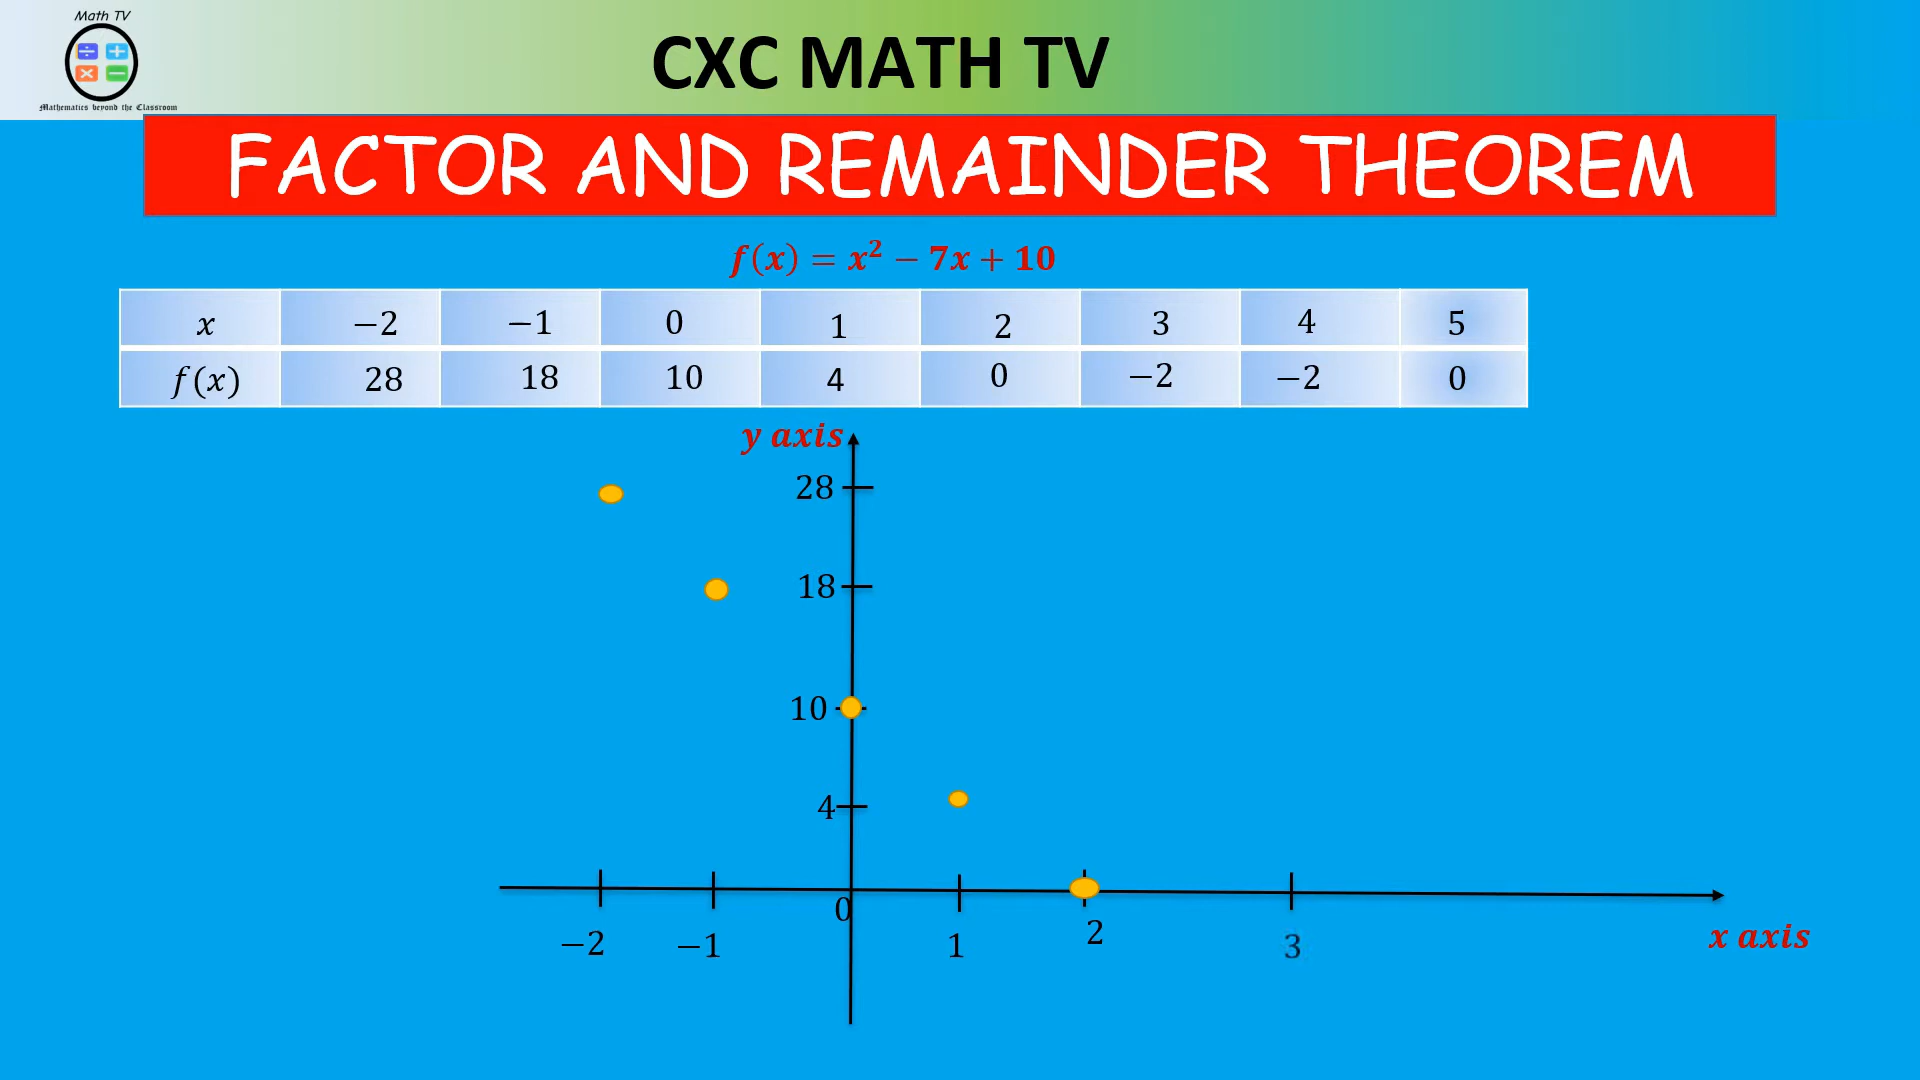 Math TV
Mathematics beyond the Classroom
CXC MATH TV
FACTOR AND REMAINDER THEOREM
f(x) = x² − 7x + 10
x −2 −1 0 1 2 3 4 5
f(x) 28 18 10 4 0 −2 −2 0
y axis
28
18
10
4
0
−2 −1 1 2 3
x axis